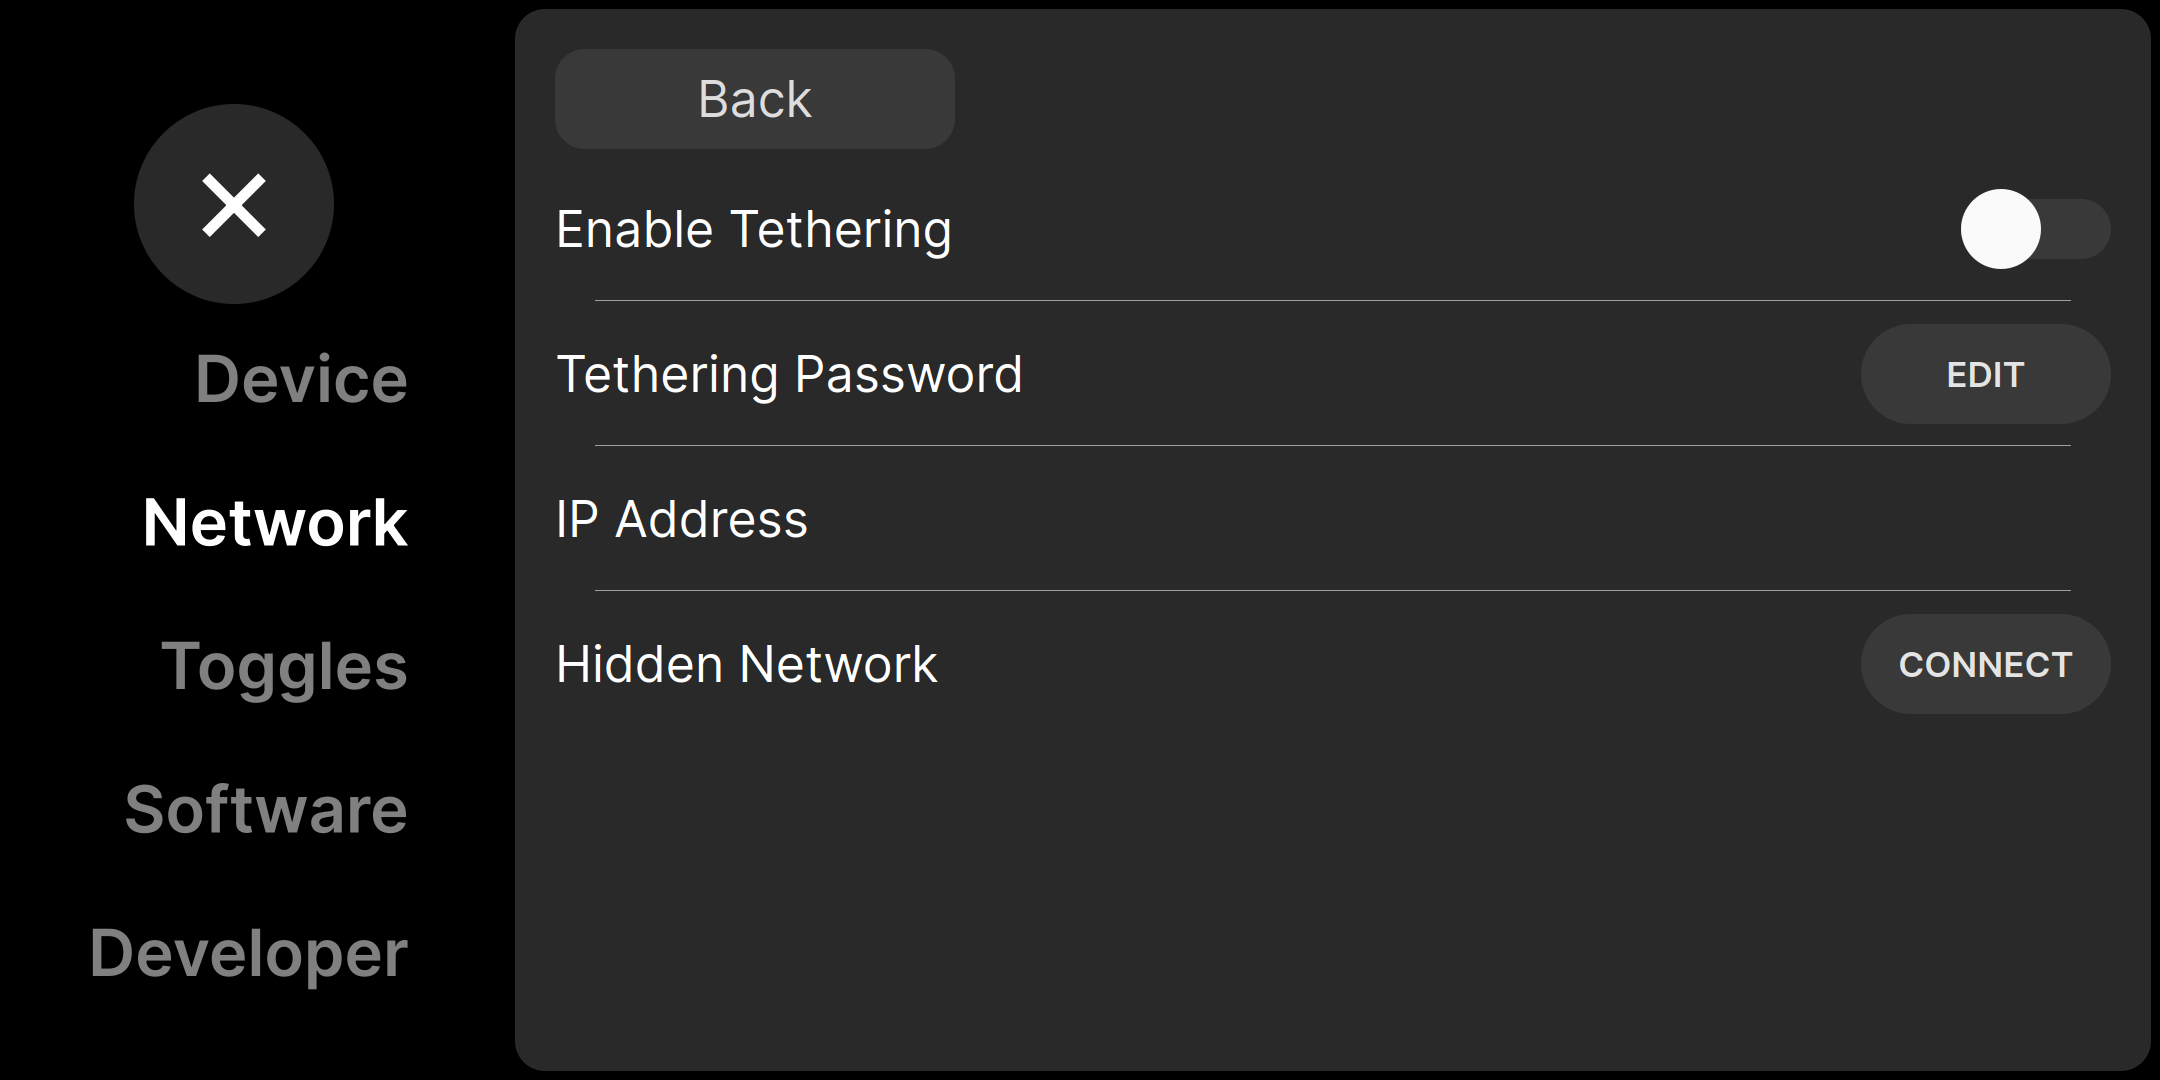 Device
Network
Toggles
Software
Developer
Back
Enable Tethering
Tethering Password
EDIT
IP Address
Hidden Network
CONNECT